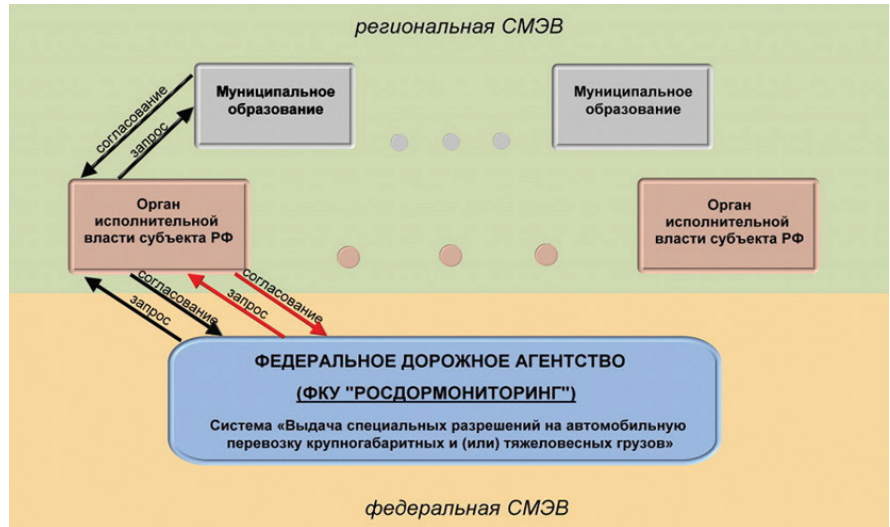 региональная СМЭВ
Муниципальное
образование
Муниципальное
образование
согласование
запрос
Орган
исполнительной
власти субъекта РФ
Орган
исполнительной
власти субъекта РФ
согласование
запрос
согласование
запрос
ФЕДЕРАЛЬНОЕ ДОРОЖНОЕ АГЕНТСТВО
(ФКУ "РОСДОРМОНИТОРИНГ")
Система «Выдача специальных разрешений на автомобильную
перевозку крупногабаритных и (или) тяжеловесных грузов»
федеральная СМЭВ